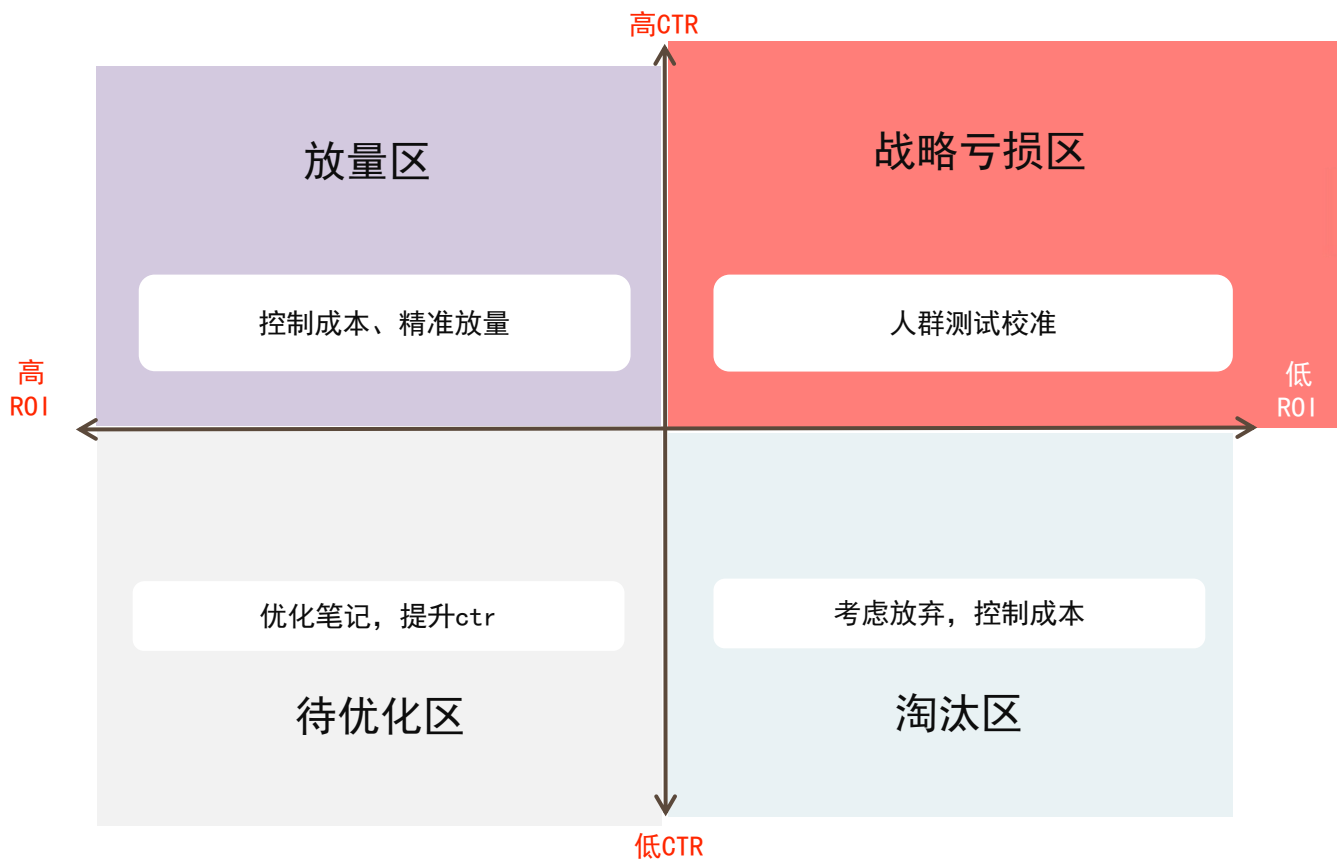 高CTR
放量区
战略亏损区
控制成本、精准放量
人群测试校准
高
ROI
低
ROI
优化笔记，提升ctr
考虑放弃，控制成本
待优化区
淘汰区
低CTR